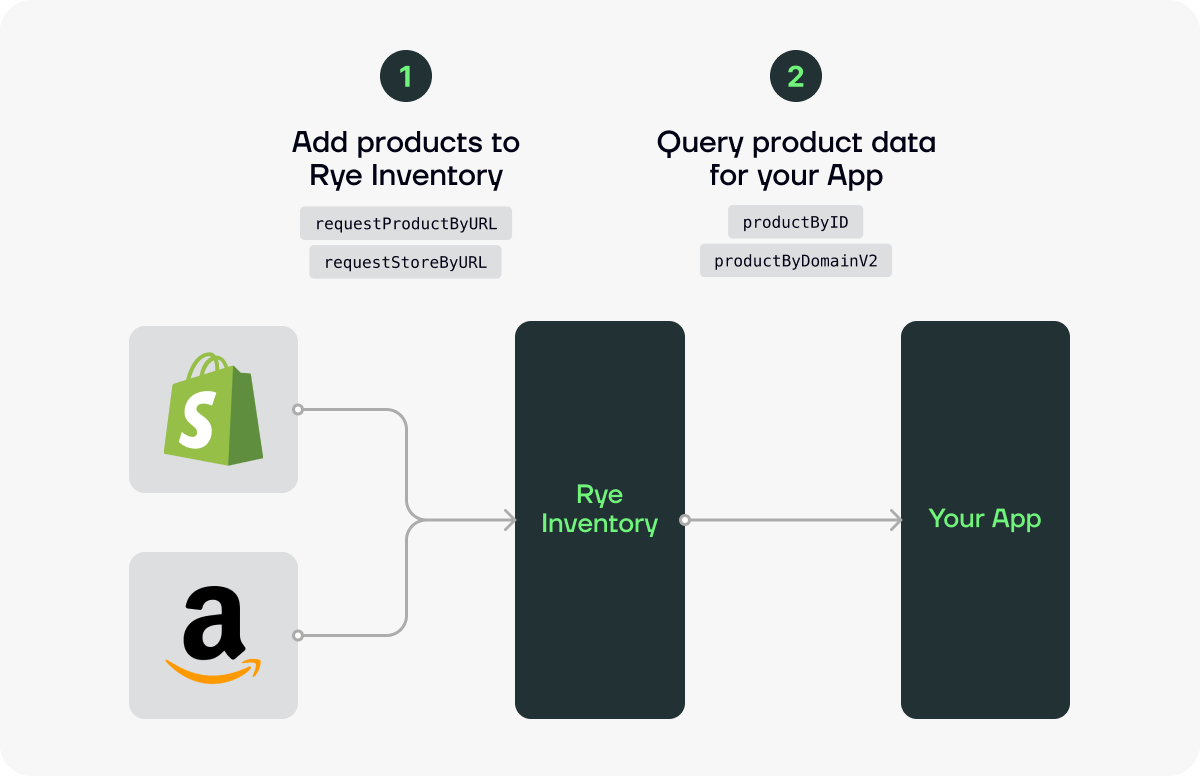 1
Add products to
Rye Inventory
requestProductByURL
requestStoreByURL
2
Query product data
for your App
productByID
productByDomainV2
S
a
Rye
Inventory
Your App